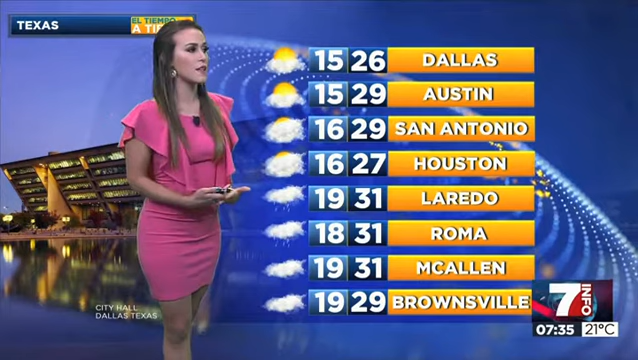 TEXAS
EL TIEMPO
A TI
15 26 DALLAS
15 29 AUSTIN
16 29 SAN ANTONIO
16 27 HOUSTON
19 31 LAREDO
18 31 ROMA
19 31 MCALLEN
19 29 BROWNSVILLE
CITY HALL
DALLAS TEXAS
7 INFO
07:35 21°C